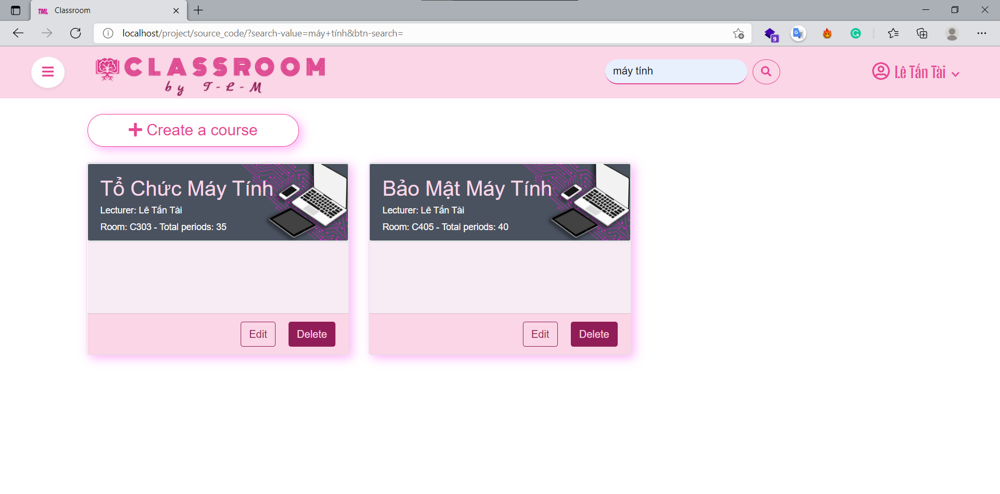 TML Classroom
localhost/project/source_code/?search-value=máy+tính&btn-search=
9
CLASSROOM
by T-L-M
máy tính
Lê Tấn Tài
Create a course
Tổ Chức Máy Tính
Lecturer: Lê Tấn Tài
Room: C303 - Total periods: 35
Edit
Delete
Bảo Mật Máy Tính
Lecturer: Lê Tấn Tài
Room: C405 - Total periods: 40
Edit
Delete